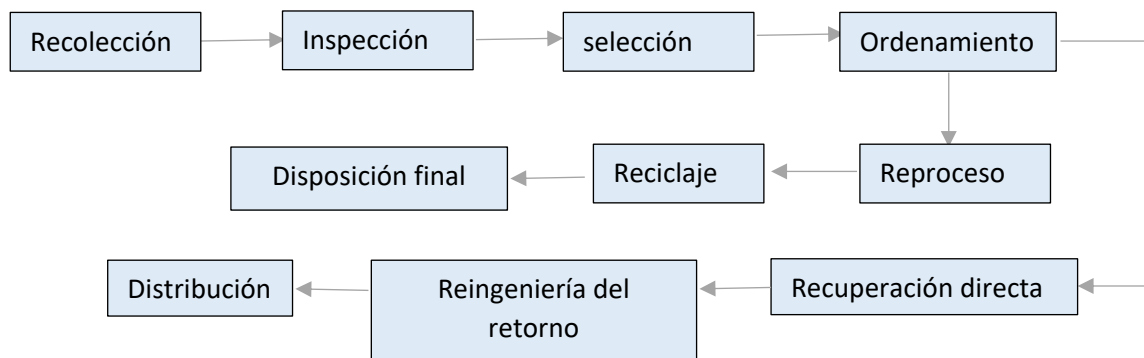 Recolección
Inspección
selección
Ordenamiento
Disposición final
Reciclaje
Reproceso
Distribución
Reingeniería del
retorno
Recuperación directa